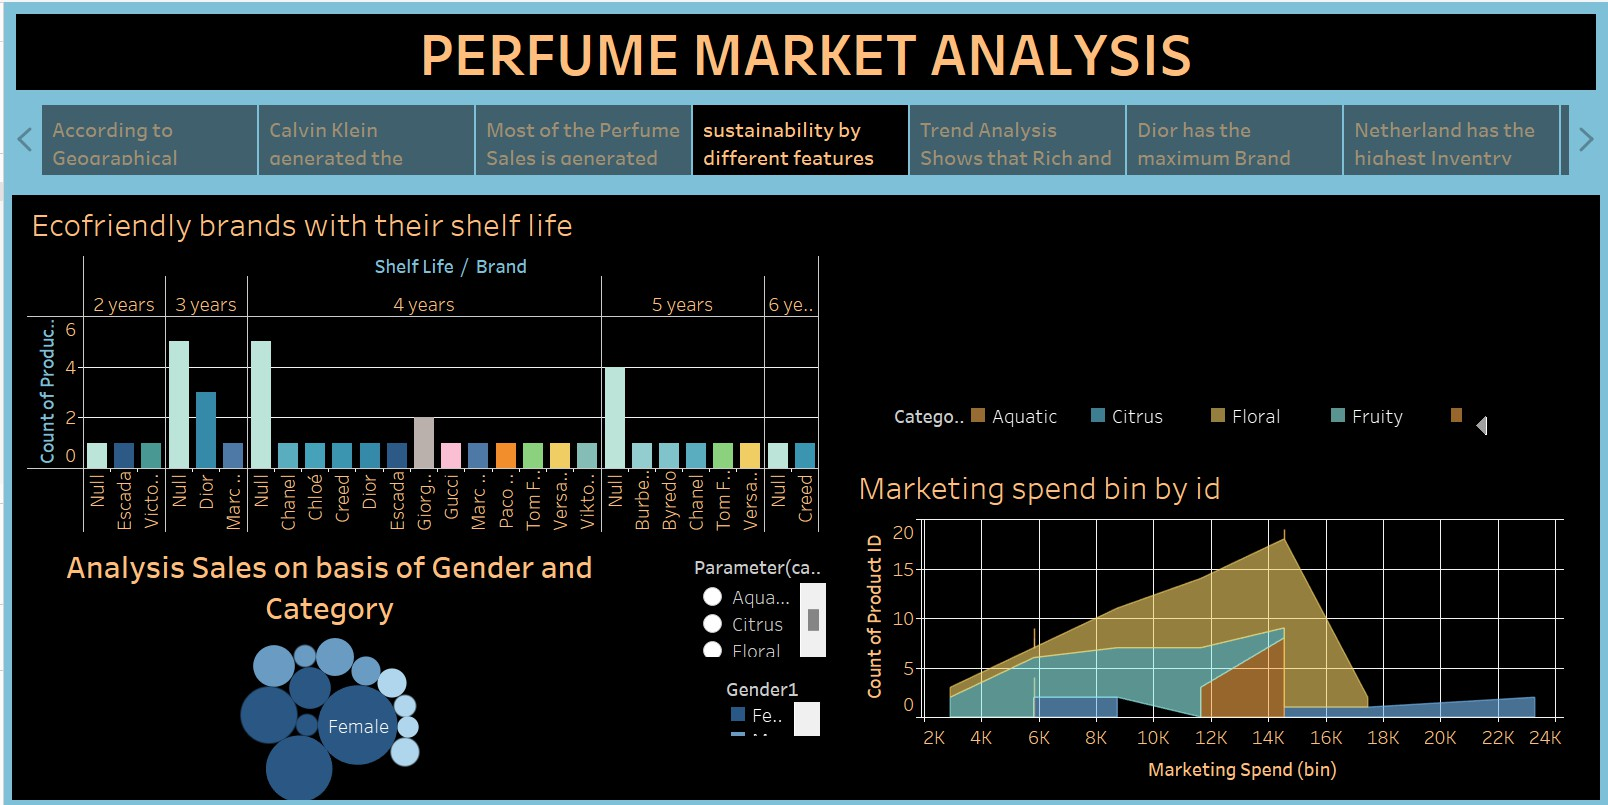 PERFUME MARKET ANALYSIS
According to
Geographical
Calvin Klein
generated the
Most of the Perfume
Sales is generated
sustainability by
different features
Trend Analysis
Shows that Rich and
Dior has the
maximum Brand
Netherland has the
highest Inventry
Ecofriendly brands with their shelf life
Shelf Life / Brand
2 years 3 years 4 years 5 years 6 ye..
Count of Produc..
6
4
2
0
Null Escada Victo.. Null Dior Marc .. Null Chanel Chloé Creed Dior Escada Giorg.. Gucci Marc .. Paco .. Tom F.. Versa.. Vikto.. Null Burbe.. Byredo Chanel Tom F.. Versa.. Null Creed
Catego.. Aquatic Citrus Floral Fruity
Analysis Sales on basis of Gender and
Category
Female
Parameter(ca..
Aqua...
Citrus
Floral
Gender1
Fe..
Marketing spend bin by id
Count of Product ID
20
15
10
5
0
2K 4K 6K 8K 10K 12K 14K 16K 18K 20K 22K 24K
Marketing Spend (bin)